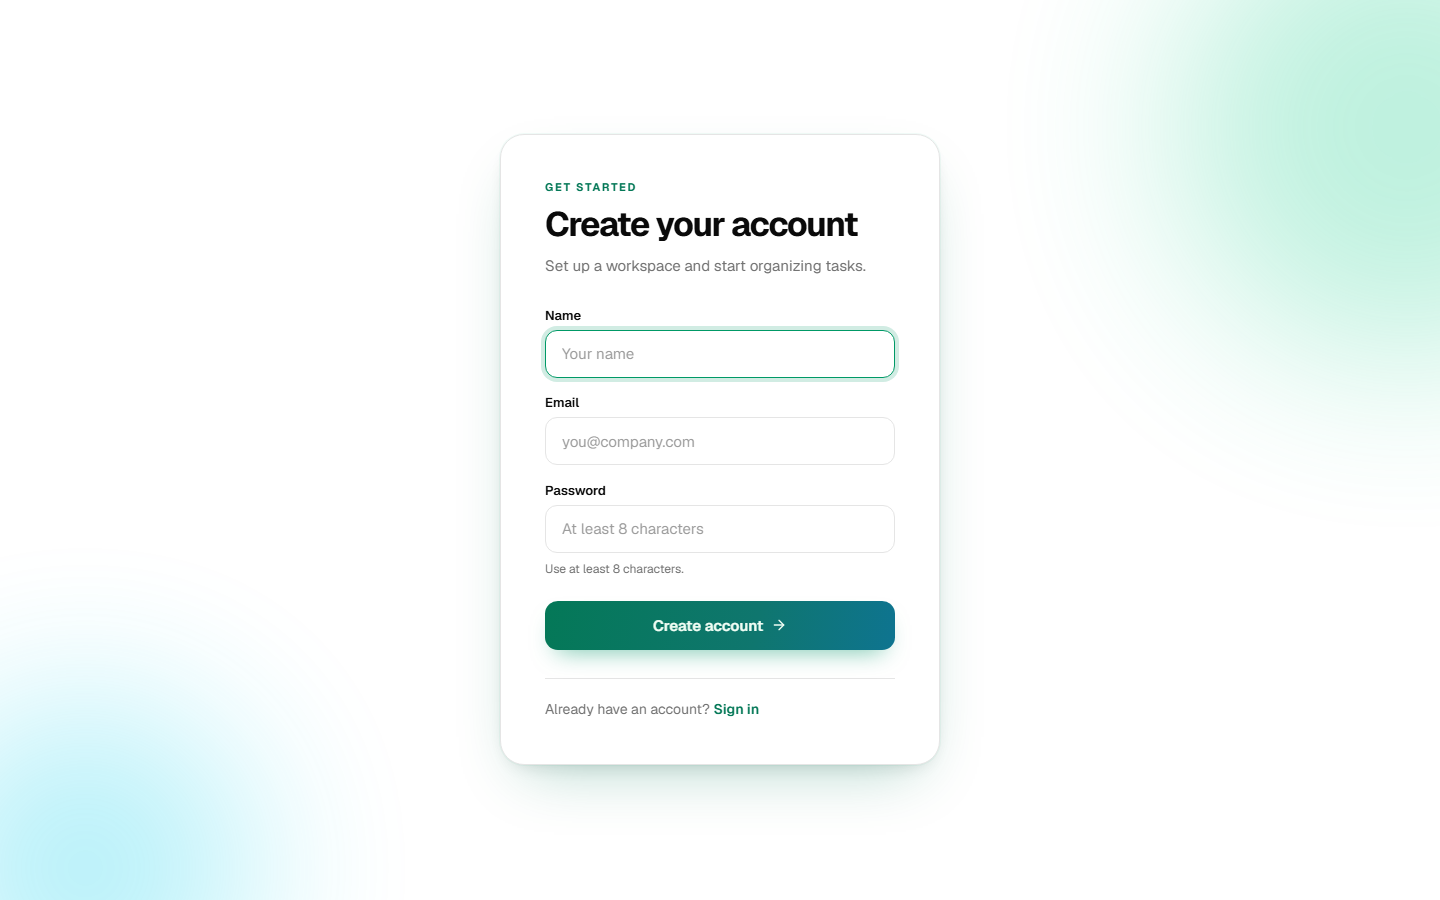 GET STARTED
Create your account
Set up a workspace and start organizing tasks.
Name
Your name
Email
you@company.com
Password
At least 8 characters
Use at least 8 characters.
Create account →
Already have an account? Sign in